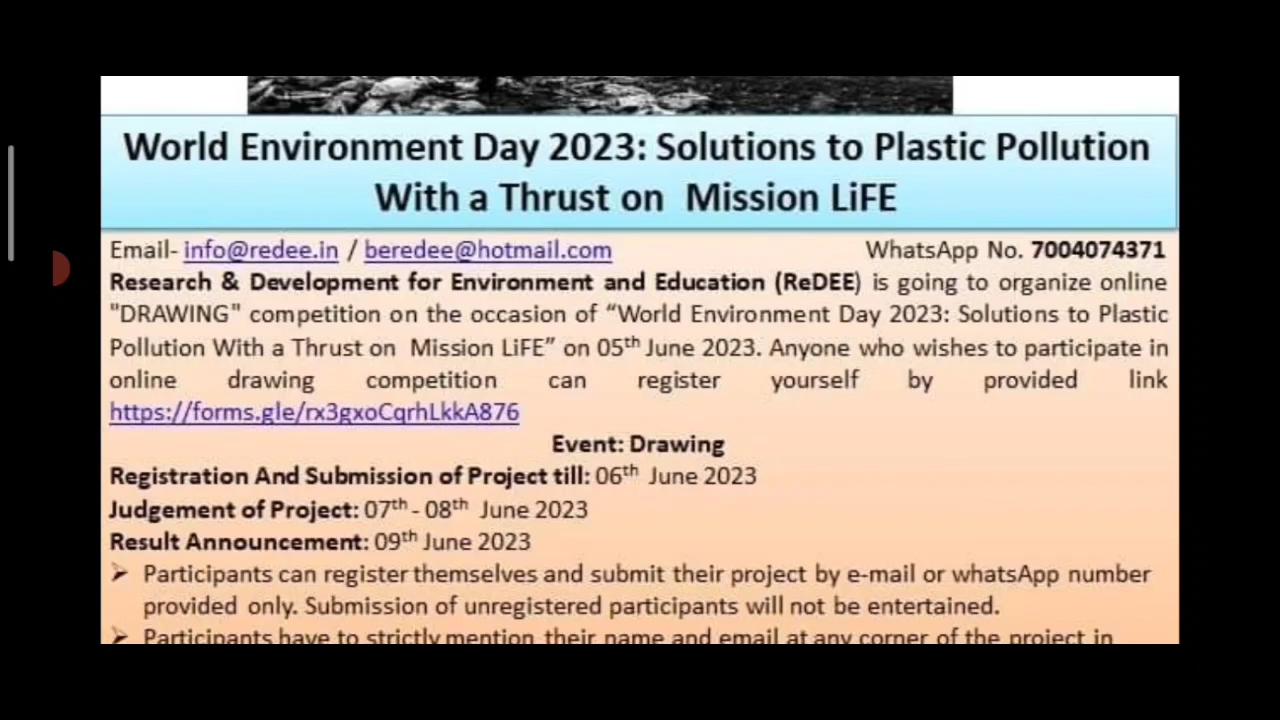 World Environment Day 2023: Solutions to Plastic Pollution
With a Thrust on Mission LiFE
Email- info@redee.in / beredee@hotmail.com WhatsApp No. 7004074371
Research & Development for Environment and Education (ReDEE) is going to organize online
"DRAWING" competition on the occasion of “World Environment Day 2023: Solutions to Plastic
Pollution With a Thrust on Mission LiFE” on 05th June 2023. Anyone who wishes to participate in
online drawing competition can register yourself by provided link
https://forms.gle/rx3gxoCqrhLkkA876
Event: Drawing
Registration And Submission of Project till: 06th June 2023
Judgement of Project: 07th - 08th June 2023
Result Announcement: 09th June 2023
➢ Participants can register themselves and submit their project by e-mail or whatsApp number
provided only. Submission of unregistered participants will not be entertained.
➢ Participants have to strictly mention their name and email at any corner of the project in